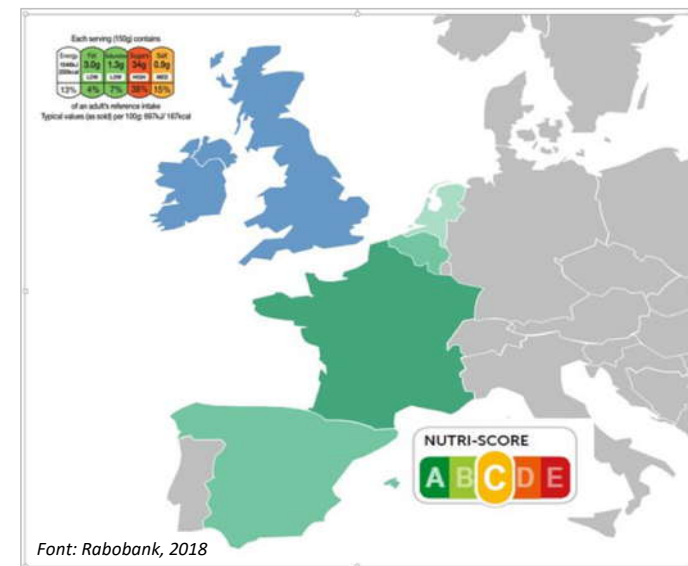 Each serving (150g) contains
Energy Fat Saturates Sugars Salt
3.0g 1.3g 34g 0.9g
LOW LOW HIGH MED
13% 4% 7% 38% 15%
of an adult's reference intake
Typical values (as sold) per 100g: 697kJ/ 167kcal
NUTRI-SCORE
A B C D E
Font: Rabobank, 2018